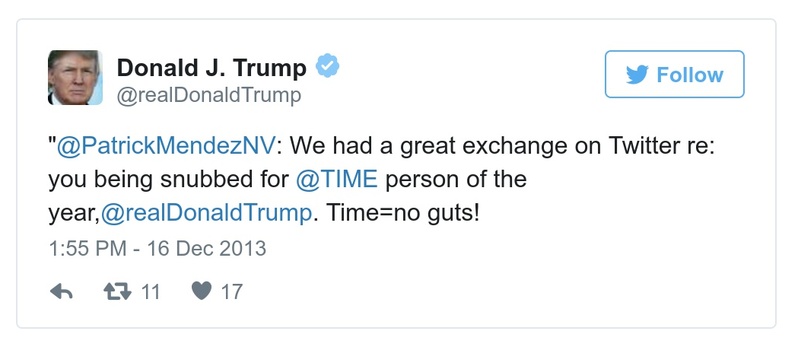 Donald J. Trump
@realDonaldTrump
Follow
"@PatrickMendezNV: We had a great exchange on Twitter re:
you being snubbed for @TIME person of the
year,@realDonaldTrump. Time=no guts!
1:55 PM - 16 Dec 2013
11 17